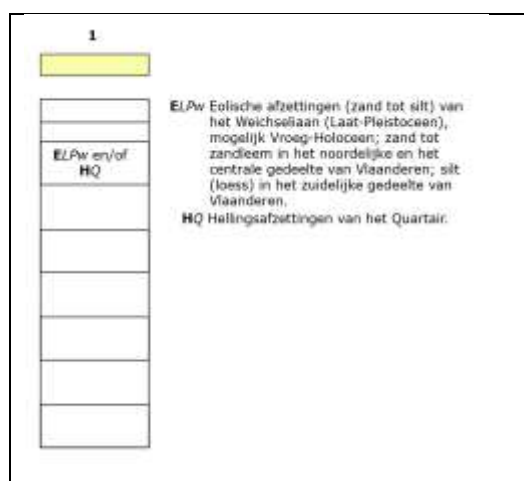 1
ELPw en/of
HQ
ELPw Eolische afzettingen (zand tot silt) van
het Weichseliaan (Laat-Pleistoceen),
mogelijk Vroeg-Holoceen; zand tot
zandleem in het noordelijke en het
centrale gedeelte van Vlaanderen; silt
(loess) in het zuidelijke gedeelte van
Vlaanderen.
HQ Hellingsafzettingen van het Quartair.